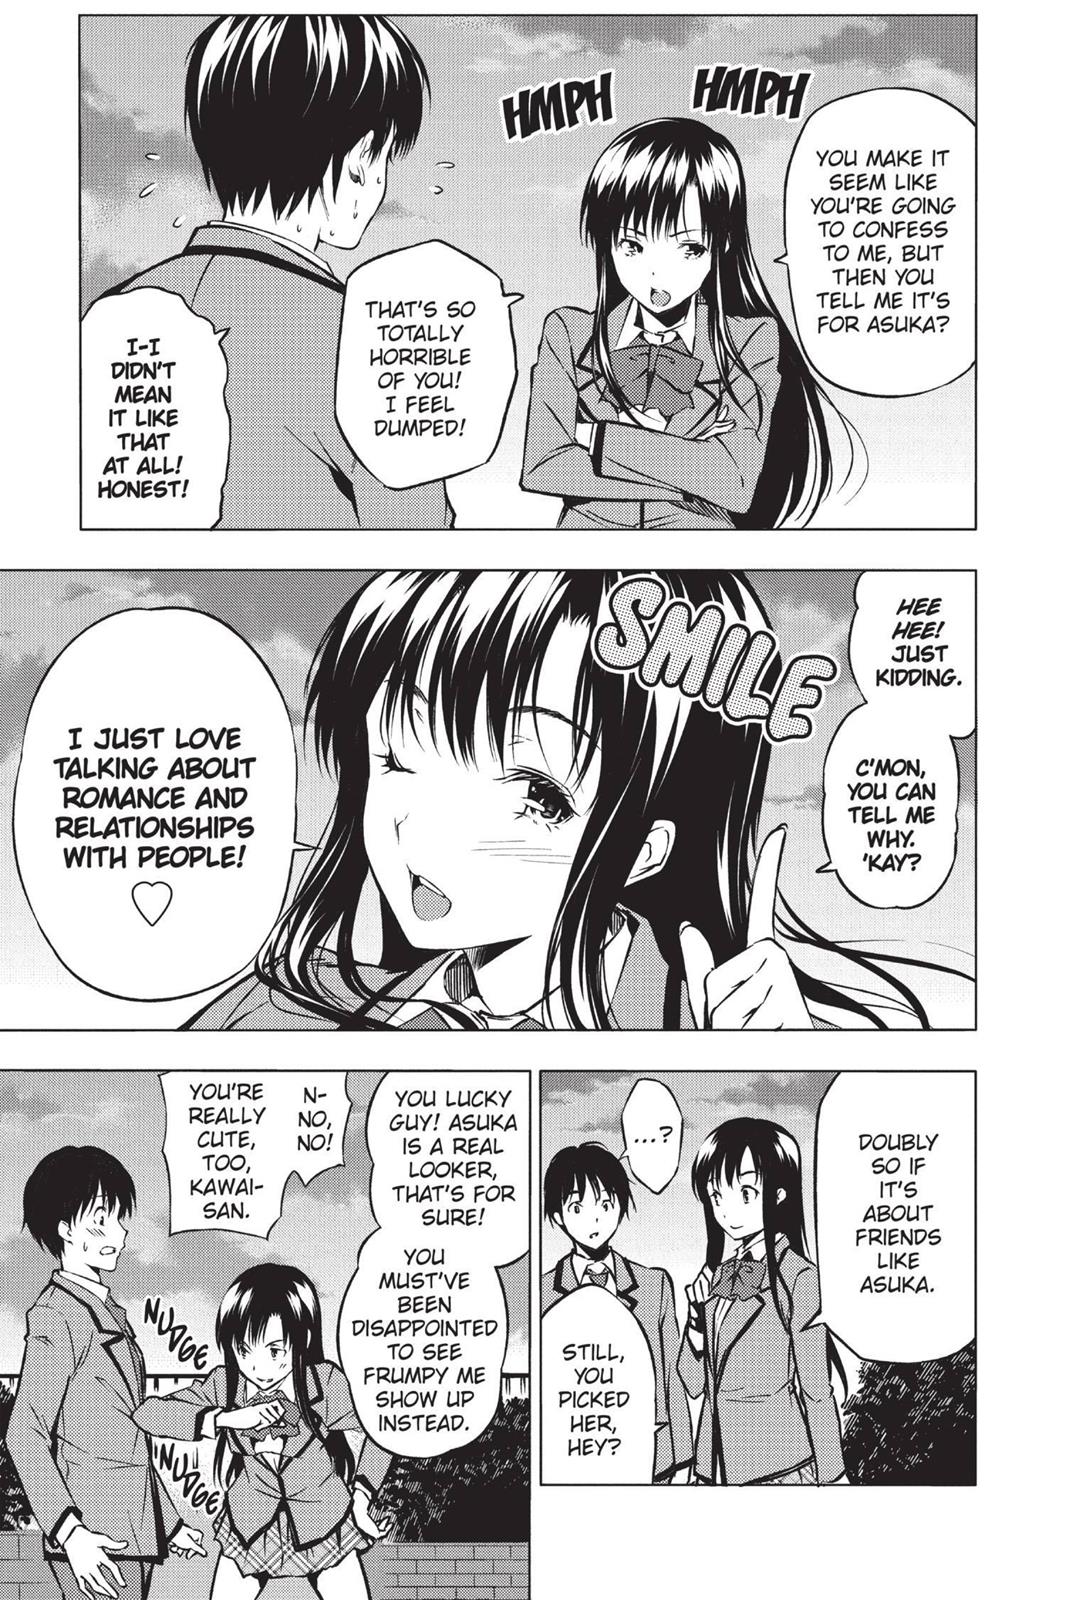 HMPH
HMPH
YOU MAKE IT
SEEM LIKE
YOU'RE GOING
TO CONFESS
TO ME, BUT
THEN YOU
TELL ME IT'S
FOR ASUKA?
THAT'S SO
TOTALLY
HORRIBLE
OF YOU!
I FEEL
DUMPED!
I-I
DIDN'T
MEAN
IT LIKE
THAT
AT ALL!
HONEST!
HEE
HEE!
JUST
KIDDING.
C'MON,
YOU CAN
TELL ME
WHY.
'KAY?
SMILE
I JUST LOVE
TALKING ABOUT
ROMANCE AND
RELATIONSHIPS
WITH PEOPLE!
♡
DOUBLY
SO IF
IT'S
ABOUT
FRIENDS
LIKE
ASUKA.
...?
STILL,
YOU
PICKED
HER,
HEY?
YOU LUCKY
GUY! ASUKA
IS A REAL
LOOKER,
THAT'S FOR
SURE!
YOU
MUST'VE
BEEN
DISAPPOINTED
TO SEE
FRUMPY ME
SHOW UP
INSTEAD.
N-
NO,
NO!
YOU'RE
REALLY
CUTE,
TOO,
KAWAI-
SAN.
NUDGE
NUDGE